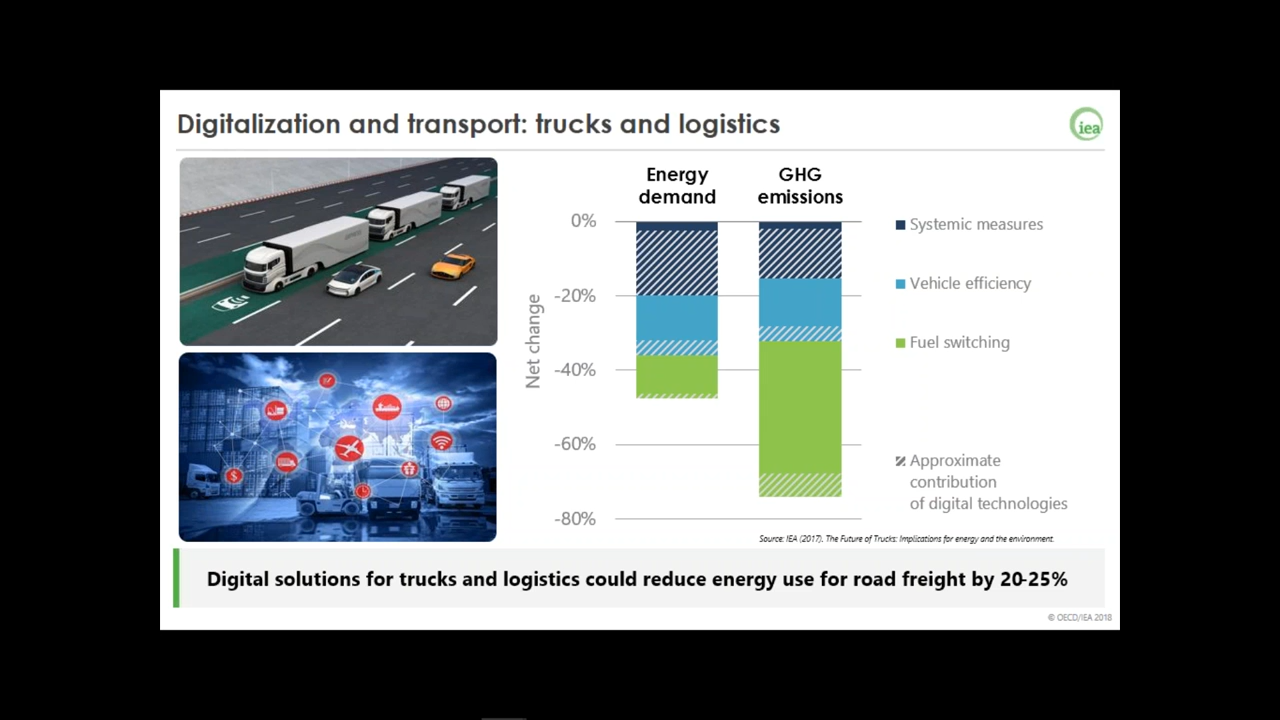 Digitalization and transport: trucks and logistics
iea
Energy
demand
GHG
emissions
0%
-20%
-40%
-60%
-80%
Net change
Systemic measures
Vehicle efficiency
Fuel switching
Approximate
contribution
of digital technologies
$
Source: IEA (2017). The Future of Trucks: Implications for energy and the environment.
Digital solutions for trucks and logistics could reduce energy use for road freight by 20-25%
© OECD/IEA 2018